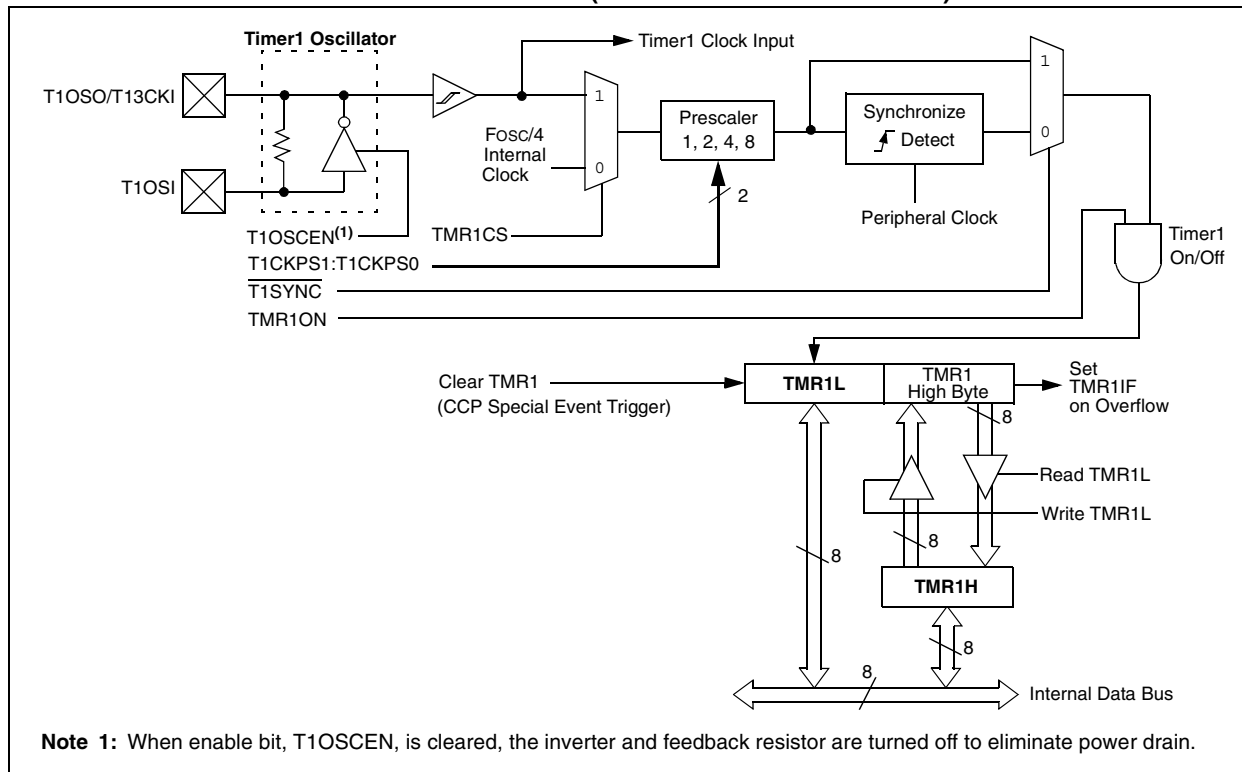 Timer1 Oscillator
Timer1 Clock Input
T1OSO/T13CKI
1
FOSC/4
Internal
Clock
0
Prescaler
1, 2, 4, 8
Synchronize
Detect
1
0
2
T1OSI
Peripheral Clock
T1OSCEN(1)
TMR1CS
T1CKPS1:T1CKPS0
T1SYNC
TMR1ON
Timer1
On/Off
Clear TMR1
(CCP Special Event Trigger)
TMR1L
TMR1
High Byte
Set
TMR1IF
on Overflow
8
Read TMR1L
Write TMR1L
8
8
TMR1H
8
8
Internal Data Bus
Note 1: When enable bit, T1OSCEN, is cleared, the inverter and feedback resistor are turned off to eliminate power drain.